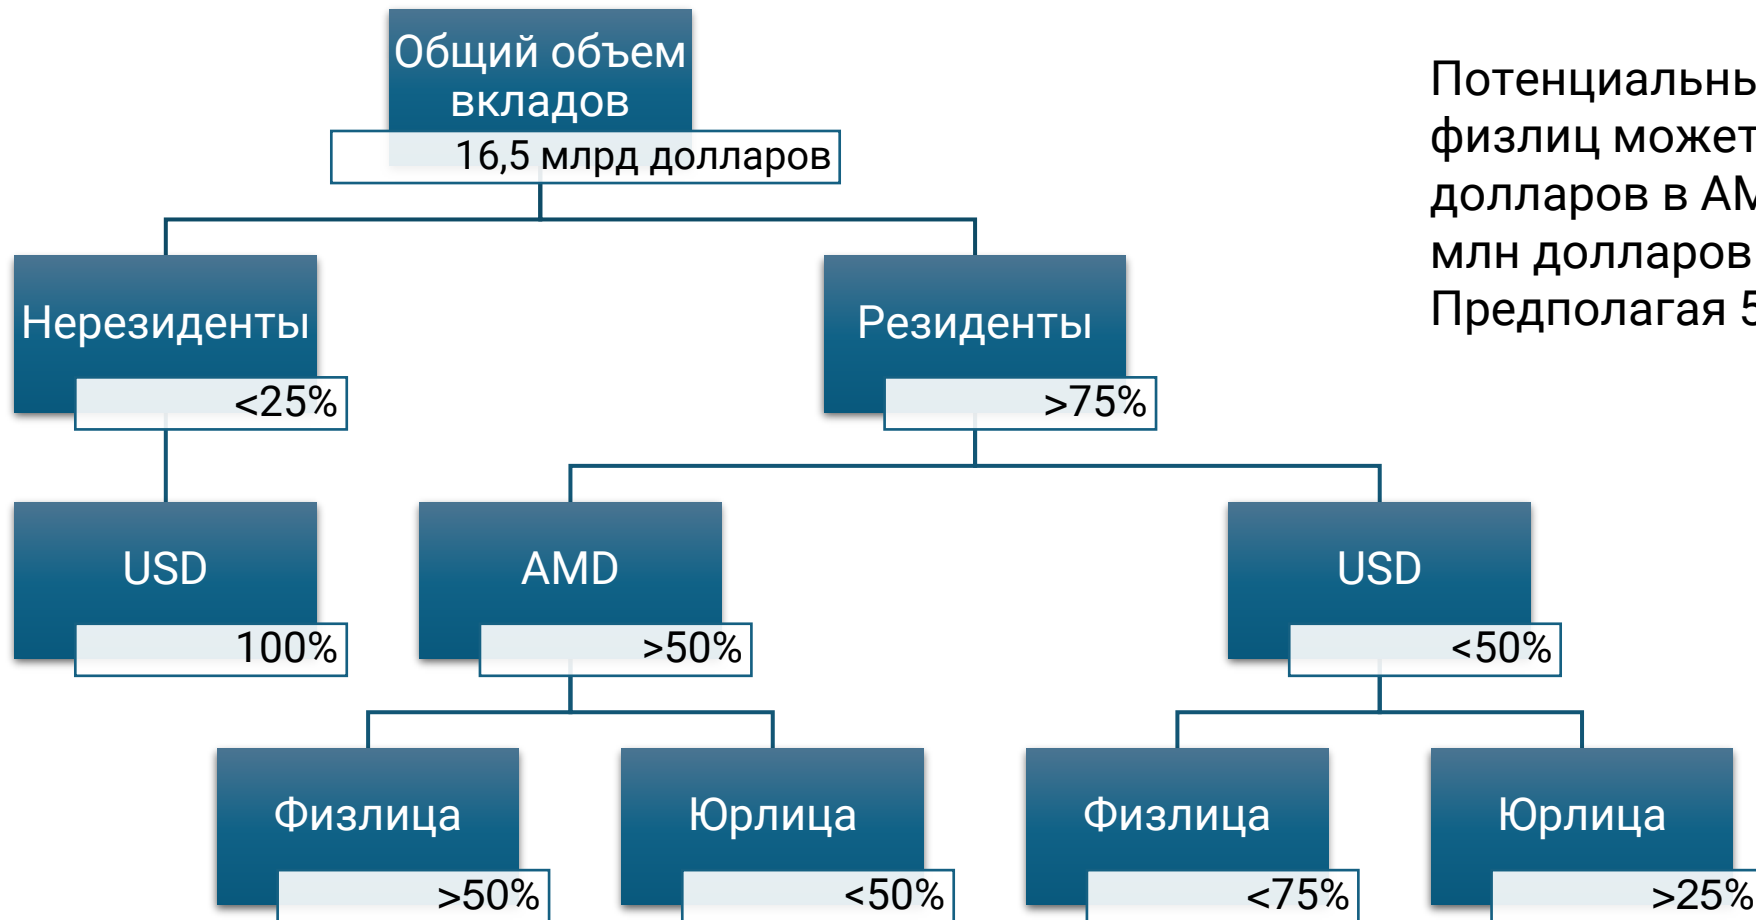 Общий объем
вкладов
16,5 млрд долларов
Нерезиденты
<25%
Резиденты
>75%
USD
100%
AMD
>50%
USD
<50%
Физлица
>50%
Юрлица
<50%
Физлица
<75%
Юрлица
>25%
физлиц может
долларов в
млн долларов
Предполагая